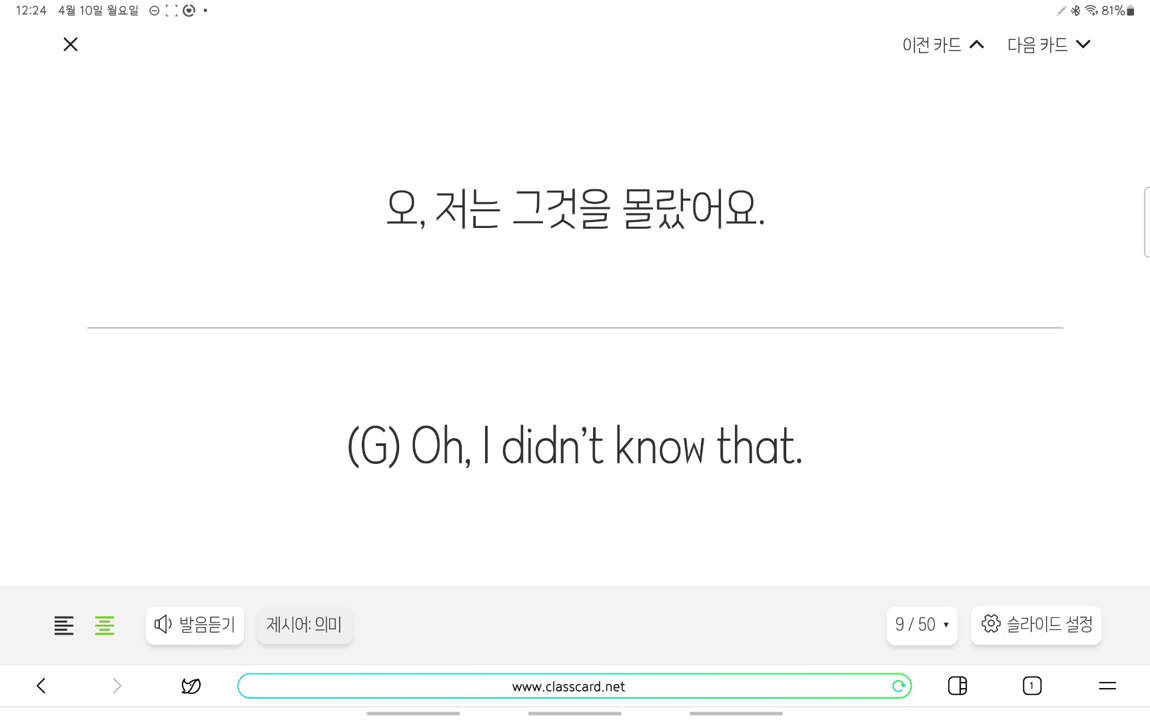 12:24 4월 10일 월요일
81%
이전 카드 다음 카드
오, 저는 그것을 몰랐어요.
(G) Oh, I didn't know that.
발음듣기 제시어: 의미 9 / 50 슬라이드 설정
www.classcard.net 1